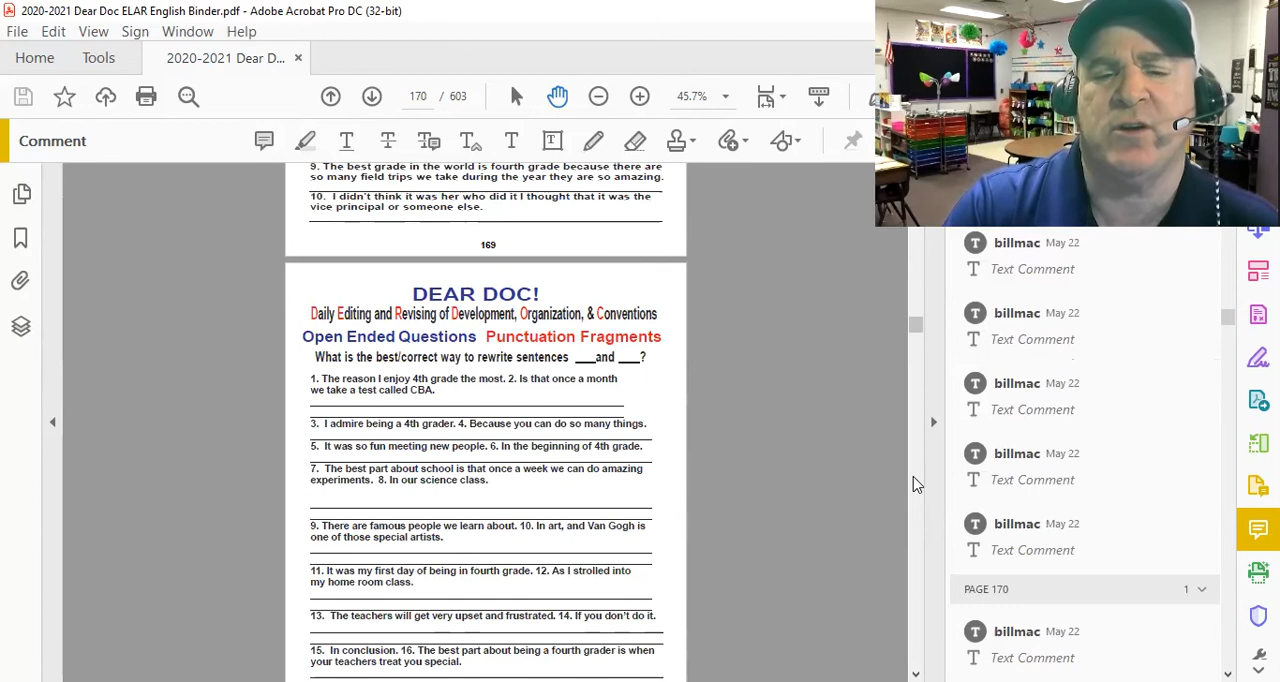 2020-2021 Dear Doc ELAR English Binder.pdf - Adobe Acrobat Pro DC (32-bit)
File Edit View Sign Window Help
Home Tools 2020-2021 Dear D... ×
170 / 603 45.7%
Comment
9. The best grade in the world is fourth grade because there are
so many field trips we take during the year they are so amazing.
10. I didn't think it was her who did it I thought that it was the
vice principal or someone else.
169
DEAR DOC!
Daily Editing and Revising of Development, Organization, & Conventions
Open Ended Questions Punctuation Fragments
What is the best/correct way to rewrite sentences ___and ___?
1. The reason I enjoy 4th grade the most. 2. Is that once a month
we take a test called CBA.
3. I admire being a 4th grader. 4. Because you can do so many things.
5. It was so fun meeting new people. 6. In the beginning of 4th grade.
7. The best part about school is that once a week we can do amazing
experiments. 8. In our science class.
9. There are famous people we learn about. 10. In art, and Van Gogh is
one of those special artists.
11. It was my first day of being in fourth grade. 12. As I strolled into
my home room class.
13. The teachers will get very upset and frustrated. 14. If you don't do it.
15. In conclusion. 16. The best part about being a fourth grader is when
your teachers treat you special.
billmac May 22
Text Comment
billmac May 22
Text Comment
billmac May 22
Text Comment
billmac May 22
Text Comment
billmac May 22
Text Comment
PAGE 170 1
billmac May 22
Text Comment